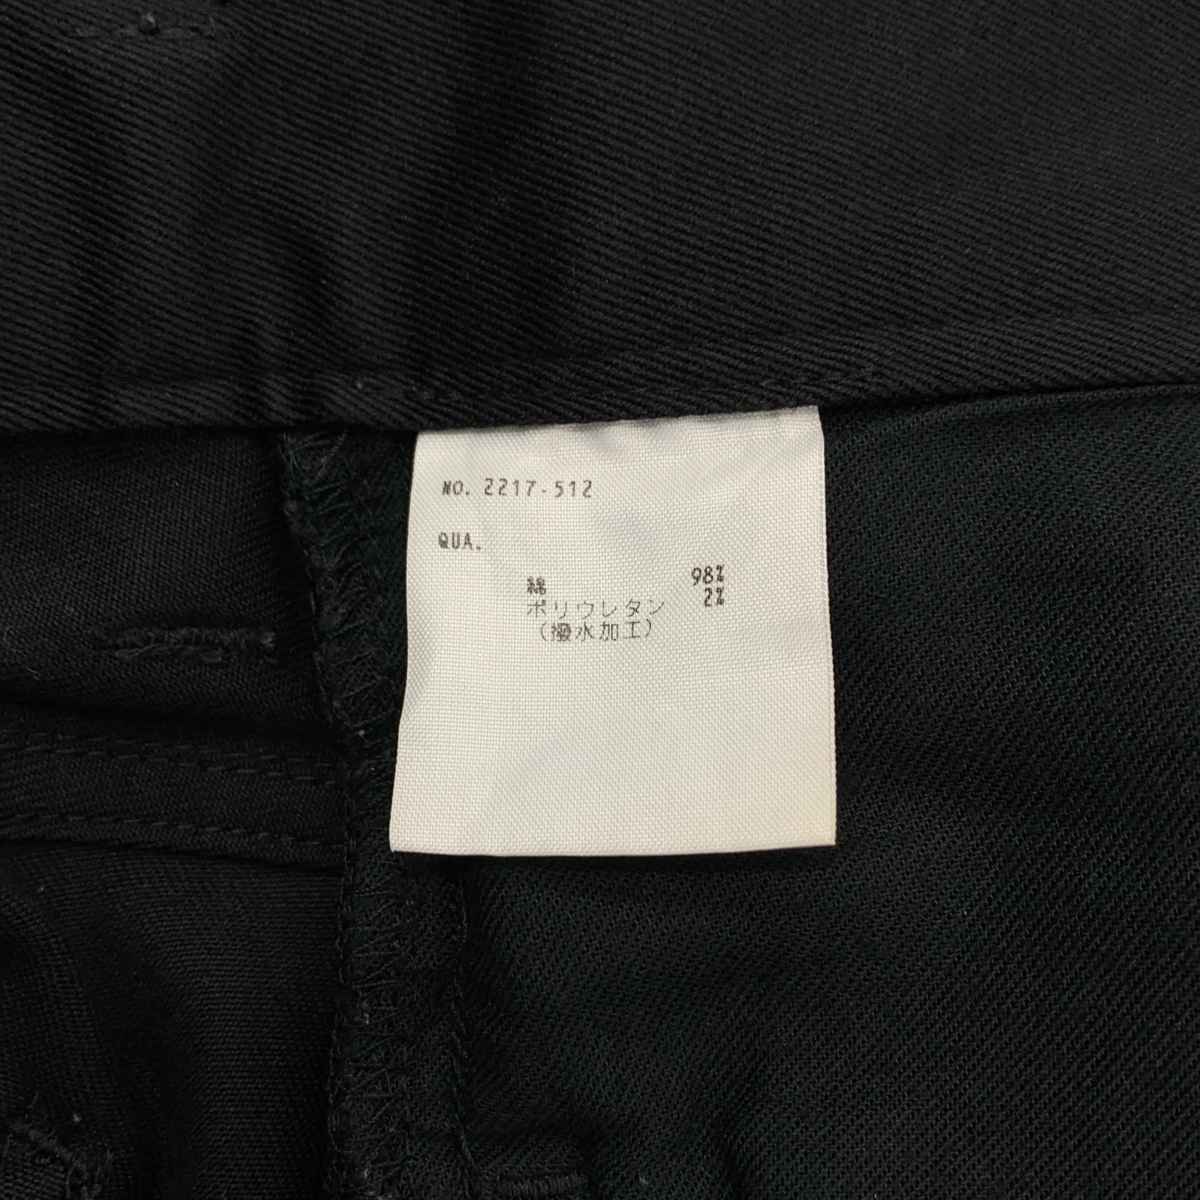 NO. 2217-512
QUA.
綿 98%
ポリウレタン 2%
(撥水加工)